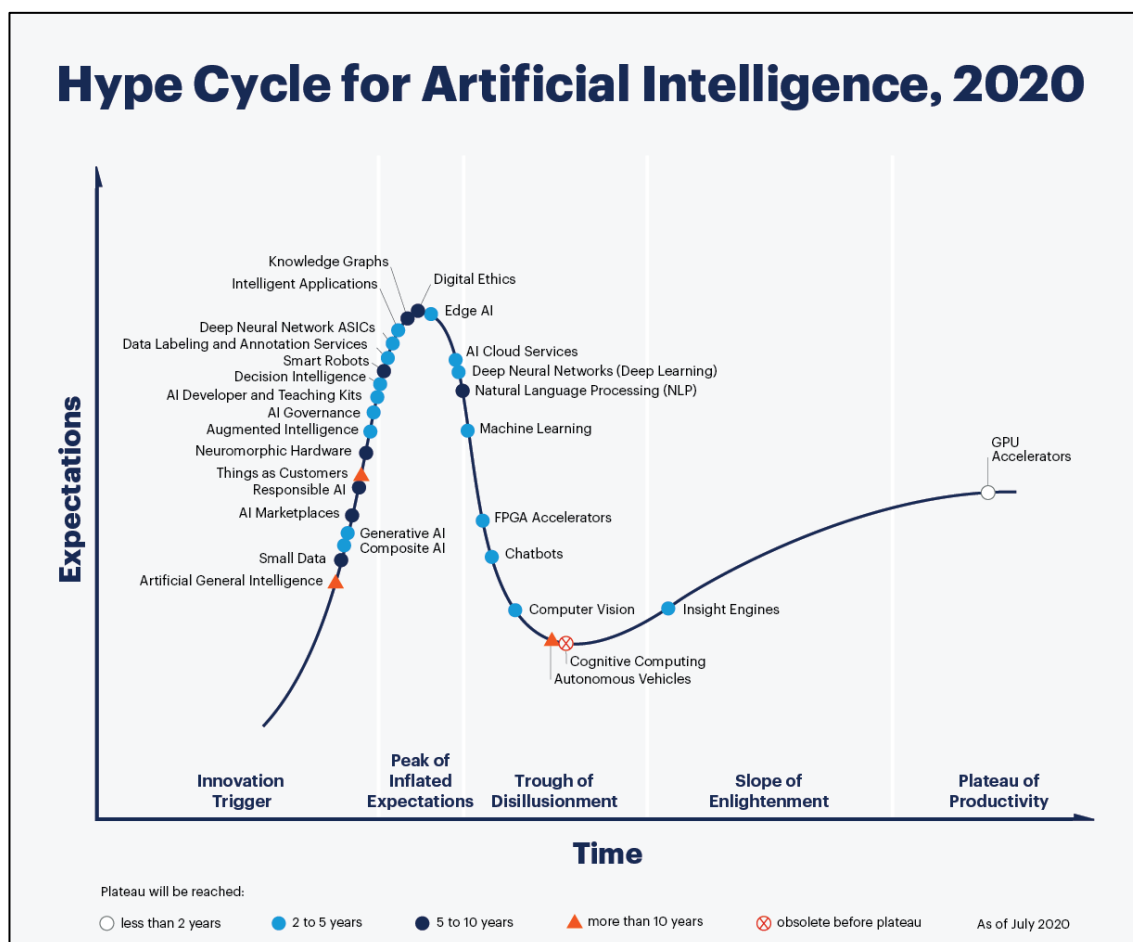 Hype Cycle for Artificial Intelligence, 2020
Expectations
Knowledge Graphs
Intelligent Applications
Deep Neural Network ASICs
Data Labeling and Annotation Services
Smart Robots
Decision Intelligence
AI Developer and Teaching Kits
AI Governance
Augmented Intelligence
Neuromorphic Hardware
Things as Customers
Responsible AI
AI Marketplaces
Generative AI
Composite AI
Small Data
Artificial General Intelligence
Digital Ethics
Edge AI
AI Cloud Services
Deep Neural Networks (Deep Learning)
Natural Language Processing (NLP)
Machine Learning
FPGA Accelerators
Chatbots
Computer Vision
Cognitive Computing
Autonomous Vehicles
Insight Engines
GPU
Accelerators
Innovation
Trigger
Peak of
Inflated
Expectations
Trough of
Disillusionment
Slope of
Enlightenment
Plateau of
Productivity
Time
Plateau will be reached:
less than 2 years
2 to 5 years
5 to 10 years
more than 10 years
obsolete before plateau
As of July 2020